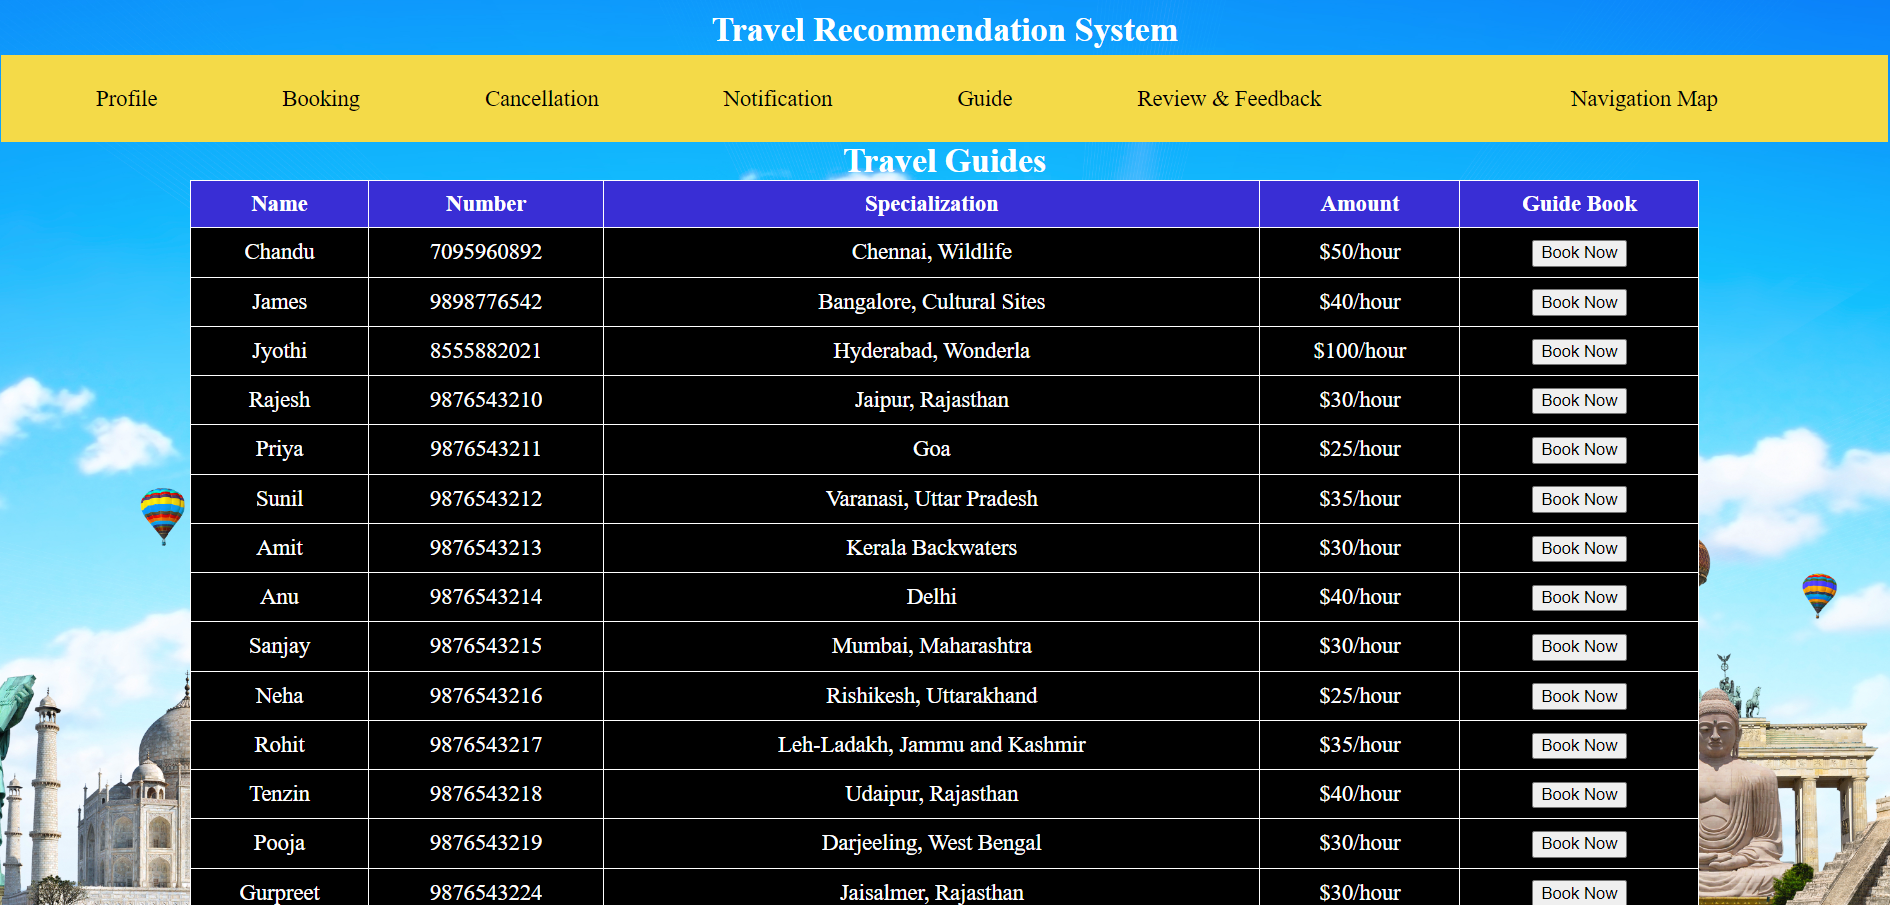 Travel Recommendation System
Profile Booking Cancellation Notification Guide Review & Feedback Navigation Map
Travel Guides
Name Number Specialization Amount Guide Book
Chandu 7095960892 Chennai, Wildlife $50/hour Book Now
James 9898776542 Bangalore, Cultural Sites $40/hour Book Now
Jyothi 8555882021 Hyderabad, Wonderla $100/hour Book Now
Rajesh 9876543210 Jaipur, Rajasthan $30/hour Book Now
Priya 9876543211 Goa $25/hour Book Now
Sunil 9876543212 Varanasi, Uttar Pradesh $35/hour Book Now
Amit 9876543213 Kerala Backwaters $30/hour Book Now
Anu 9876543214 Delhi $40/hour Book Now
Sanjay 9876543215 Mumbai, Maharashtra $30/hour Book Now
Neha 9876543216 Rishikesh, Uttarakhand $25/hour Book Now
Rohit 9876543217 Leh-Ladakh, Jammu and Kashmir $35/hour Book Now
Tenzin 9876543218 Udaipur, Rajasthan $40/hour Book Now
Pooja 9876543219 Darjeeling, West Bengal $30/hour Book Now
Gurpreet 9876543224 Jaisalmer, Rajasthan $30/hour Book Now